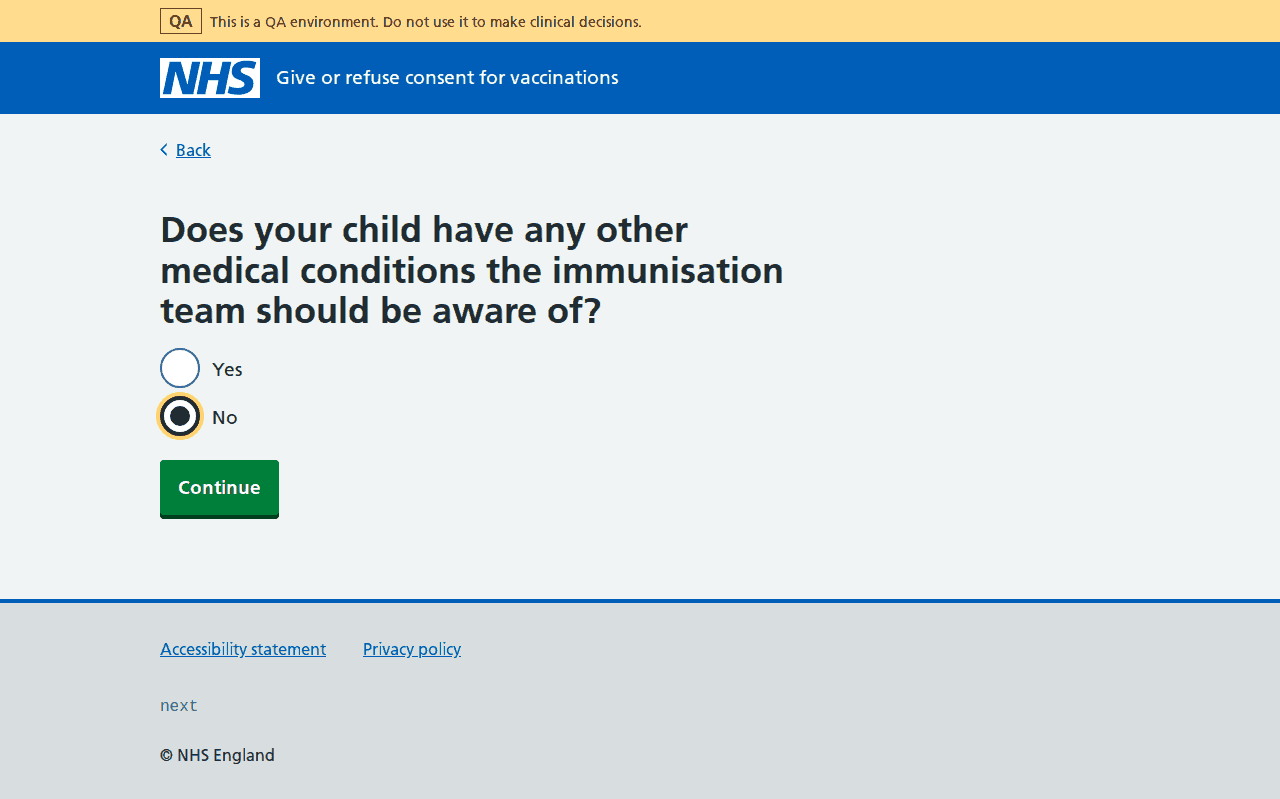 QA This is a QA environment. Do not use it to make clinical decisions.
NHS Give or refuse consent for vaccinations
Back
Does your child have any other
medical conditions the immunisation
team should be aware of?
Yes
No
Continue
Accessibility statement Privacy policy
next
© NHS England